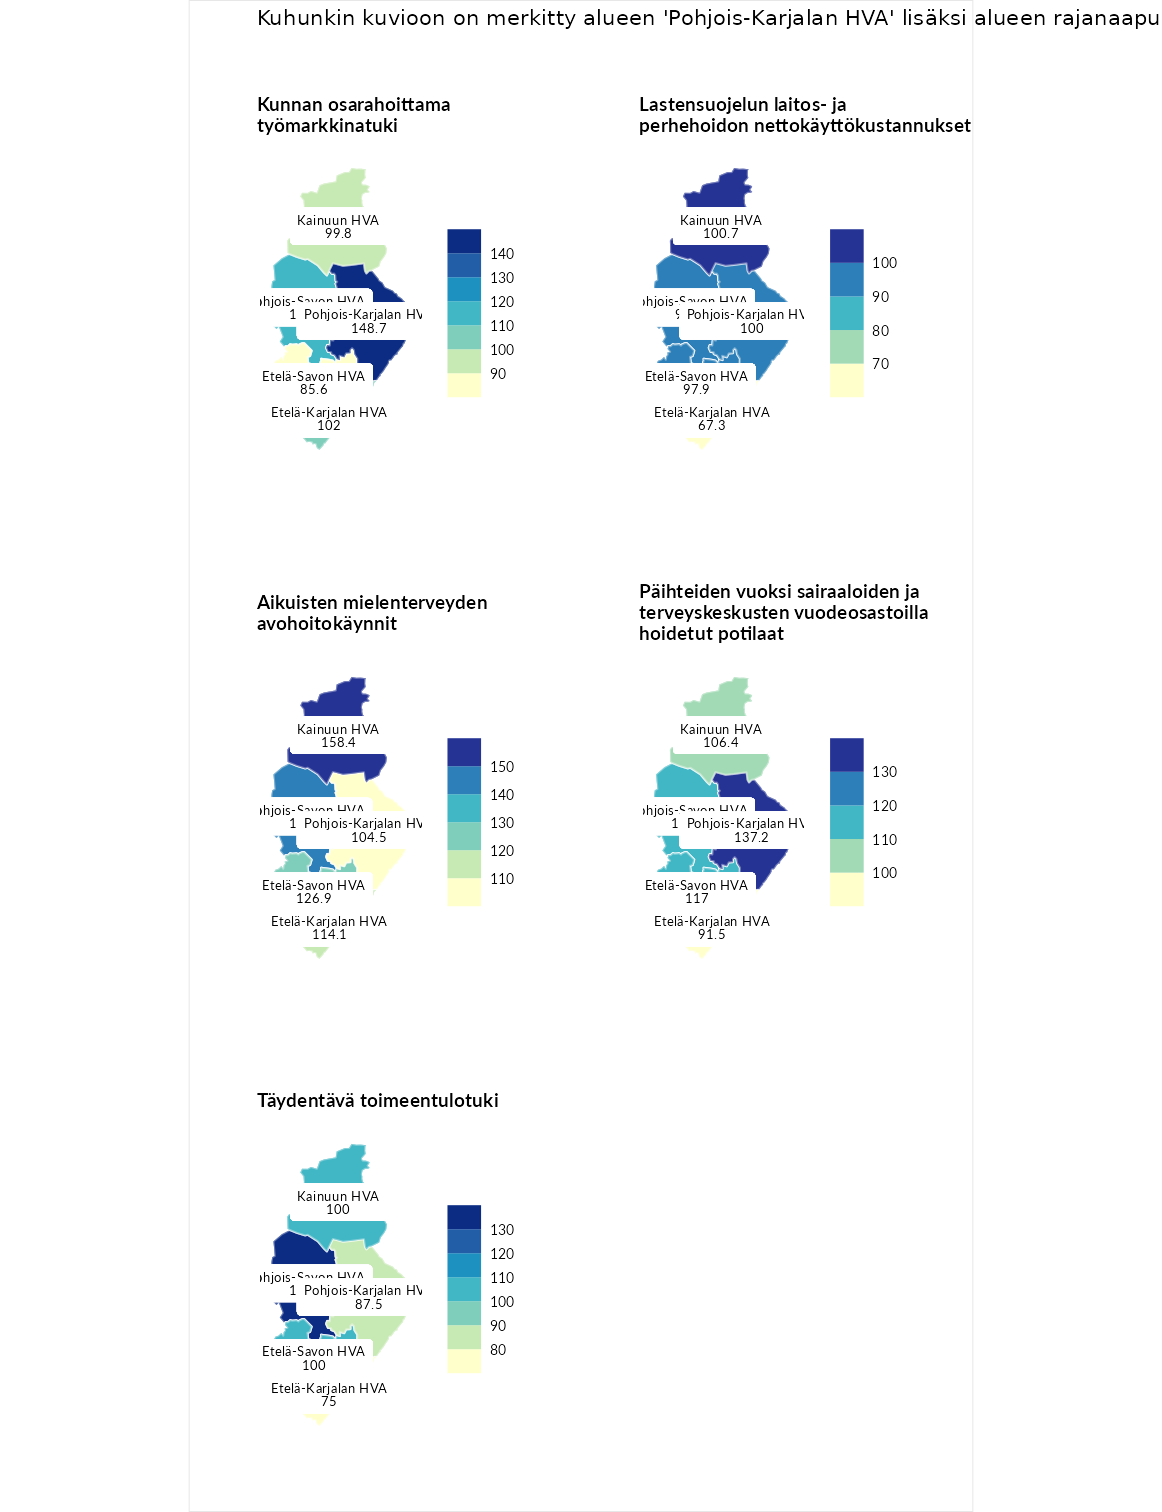 Kuhunkin kuvioon on merkitty alueen 'Pohjois-Karjalan HVA' lisäksi alueen
Kunnan osarahoittama
työmarkkinatuki
Kainuun HVA
99.8
HVA
Pohjois-Karjalan
148.7
Etelä-Savon HVA
85.6
Etelä-Karjalan HVA
102
140
130
120
110
100
90
Lastensuojelun laitos- ja
perhehoidon nettokäyttökustannukset
Kainuun HVA
100.7
HVA
Pohjois-Karjalan
100
Etelä-Savon HVA
97.9
Etelä-Karjalan HVA
67.3
100
90
80
70
Aikuisten mielenterveyden
avohoitokäynnit
Kainuun HVA
158.4
HVA
Pohjois-Karjalan
104.5
Etelä-Savon HVA
126.9
Etelä-Karjalan HVA
114.1
150
140
130
120
110
Päihteiden vuoksi sairaaloiden ja
terveyskeskusten vuodeosastoilla
hoidetut potilaat
Kainuun HVA
106.4
HVA
Pohjois-Karjalan
137.2
Etelä-Savon HVA
117
Etelä-Karjalan HVA
91.5
130
120
110
100
Täydentävä toimeentulotuki
Kainuun HVA
100
HVA
Pohjois-Karjalan
87.5
Etelä-Savon HVA
100
Etelä-Karjalan HVA
75
130
120
110
100
90
80